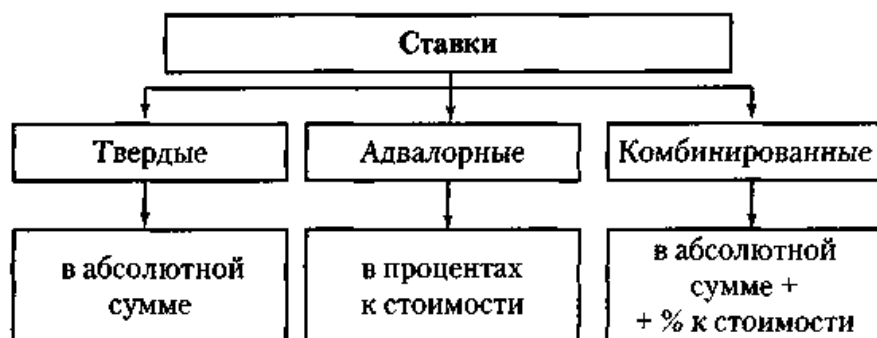 Ставки
Твердые
Адвалорные
Комбинированные
в абсолютной
сумме
в процентах
к стоимости
в абсолютной
сумме +
+ % к стоимости